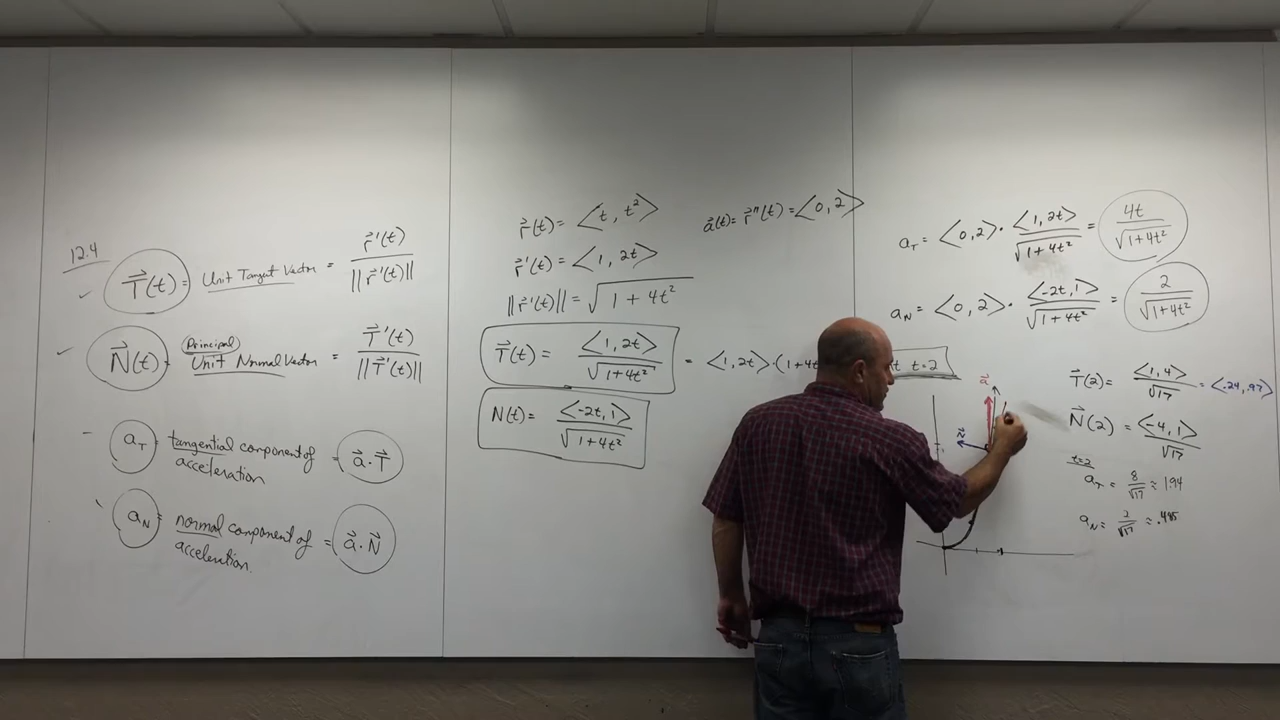 12.4
T⃗(t) = Unit Tangent Vector = r⃗'(t) / ||r⃗'(t)||
N⃗(t) = (Principal) Unit Normal Vector = T⃗'(t) / ||T⃗'(t)||
a_T = tangential component of acceleration = a⃗·T⃗
a_N = normal component of acceleration. = a⃗·N⃗
r⃗(t) = ⟨t, t²⟩
r⃗'(t) = ⟨1, 2t⟩
||r⃗'(t)|| = √(1 + 4t²)
T⃗(t) = ⟨1, 2t⟩ / √(1+4t²) = ⟨1, 2t⟩·(1+4t
N(t) = ⟨-2t, 1⟩ / √(1+4t²)
a⃗(t) = r⃗''(t) = ⟨0, 2⟩
a_T = ⟨0, 2⟩ · ⟨1, 2t⟩ / √(1+4t²) = 4t / √(1+4t²)
a_N = ⟨0, 2⟩ · ⟨-2t, 1⟩ / √(1+4t²) = 2 / √(1+4t²)
at t=2
a⃗
N⃗
T⃗(2) = ⟨1, 4⟩ / √17 = ⟨.24, .97⟩
N⃗(2) = ⟨-4, 1⟩ / √17
t=2
a_T = 8/√17 ≈ 1.94
a_N = 2/√17 ≈ .485